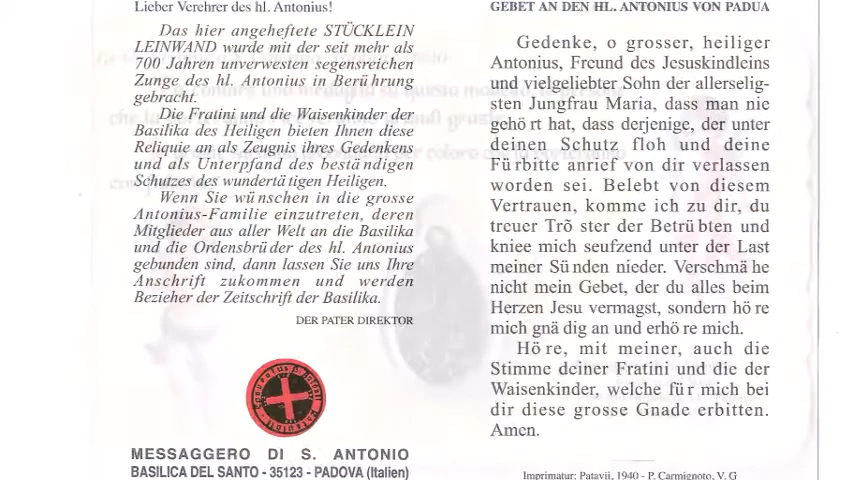 Lieber Verehrer des hl. Antonius!
Das hier angeheftete STÜCKLEIN
LEINWAND wurde mit der seit mehr als
700 Jahren unversten segensreichen
Zunge des hl. Antonius in Berührung
gebracht.
Die Fratini und die Waisenkinder der
Basilika des Heiligen bieten Ihnen diese
Reliquie an als Zeugnis ihres Gedenkens
und als Unterpfand des beständigen
Schutzes des wundertä tigen Heiligen.
Wenn Sie wünschen in die grosse
Antonius-Familie einzutreten, deren
Mitglieder aus aller Welt an die Basilika
und die Ordensbrüder des hl. Antonius
gebunden sind, dann lassen Sie uns Ihre
Anschrift zukommen und werden
Bezieher der Zeitschrift der Basilika.
DER PATER DIREKTOR
MESSAGGERO DI S. ANTONIO
BASILICA DEL SANTO - 35123 - PADOVA (Italien)
GEBET AN DEN HL. ANTONIUS VON PADUA
Gedenke, o grosser, heiliger
Antonius, Freund des Jesuskindleins
und vielgeliebter Sohn der allerselig-
sten Jungfrau Maria, dass man nie
gehö rt hat, dass derjenige, der unter
deinen Schutz floh und deine
Fü rbitte anrief von dir verlassen
worden sei. Belebt von diesem
Vertrauen, komme ich zu dir, du
treuer Trõ ster der Betrü bten und
kniee mich seufzend unter der Last
meiner Sü nden nieder. Verschmä he
nicht mein Gebet, der du alles beim
Herzen Jesu vermagst, sondern hö re
mich gnä dig an und erhö re mich.
Hö re, mit meiner, auch die
Stimme deiner Fratini und die der
Waisenkinder, welche fü r mich bei
dir diese grosse Gnade erbitten.
Amen.
Imprimatur: Patavii, 1940 - P. Carmignoto, V. G